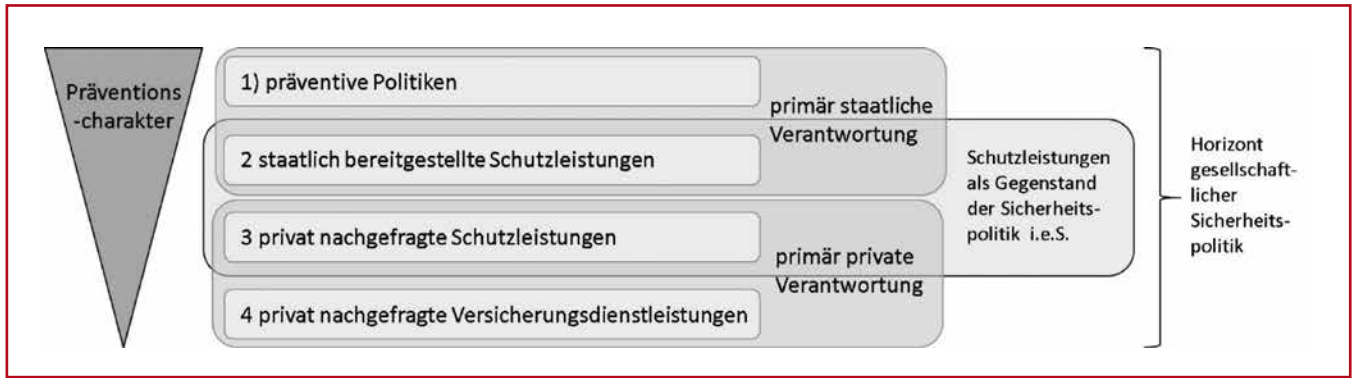 Präventions
-charakter
1) präventive Politiken
2 staatlich bereitgestellte Schutzleistungen
primär staatliche
Verantwortung
3 privat nachgefragte Schutzleistungen
4 privat nachgefragte Versicherungsdienstleistungen
primär private
Verantwortung
Schutzleistungen
als Gegenstand
der Sicherheits-
politik i.e.S.
Horizont
gesellschaft-
licher
Sicherheits-
politik